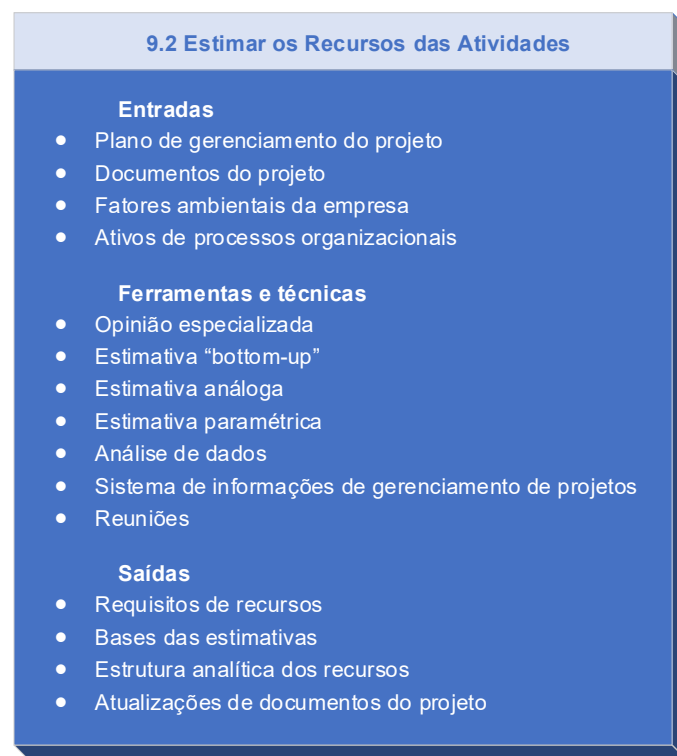 9.2 Estimar os Recursos das Atividades
Entradas
• Plano de gerenciamento do projeto
• Documentos do projeto
• Fatores ambientais da empresa
• Ativos de processos organizacionais
Ferramentas e técnicas
• Opinião especializada
• Estimativa “bottom-up”
• Estimativa análoga
• Estimativa paramétrica
• Análise de dados
• Sistema de informações de gerenciamento de projetos
• Reuniões
Saídas
• Requisitos de recursos
• Bases das estimativas
• Estrutura analítica dos recursos
• Atualizações de documentos do projeto